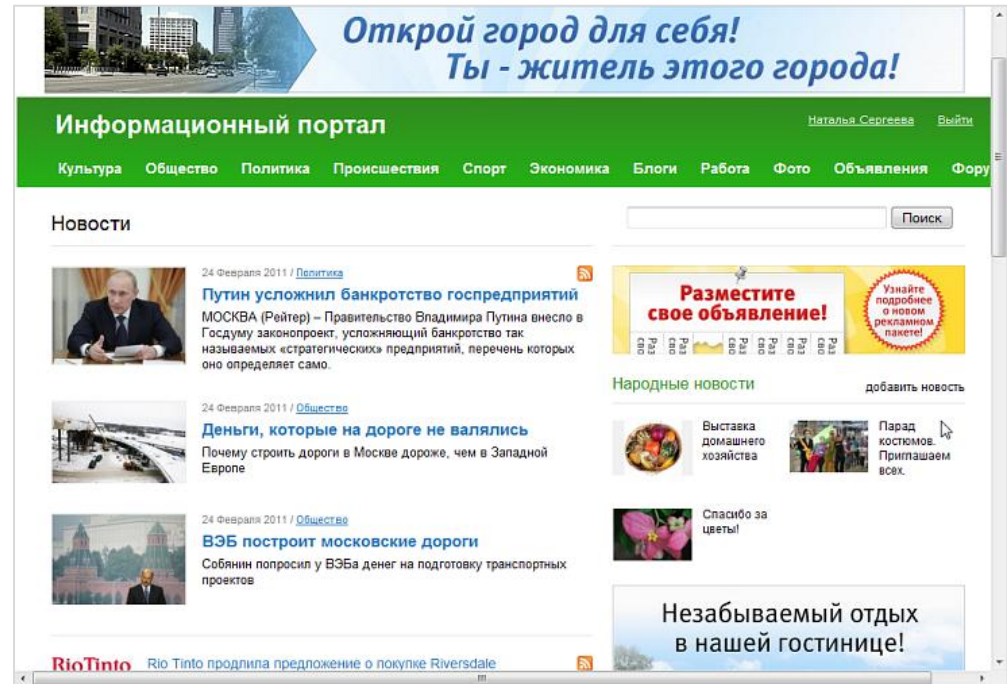 Открой город для себя!
Ты - житель этого города!
Информационный портал
Наталья Сергеева Выйти
Культура Общество Политика Происшествия Спорт Экономика Блоги Работа Фото Объявления Фору
Новости
Поиск
24 Февраля 2011 / Политика
Путин усложнил банкротство госпредприятий
МОСКВА (Рейтер) – Правительство Владимира Путина внесло в
Госдуму законопроект, усложняющий банкротство так
называемых «стратегических» предприятий, перечень которых
оно определяет само.
24 Февраля 2011 / Общество
Деньги, которые на дороге не валялись
Почему строить дороги в Москве дороже, чем в Западной
Европе
24 Февраля 2011 / Общество
ВЭБ построит московские дороги
Собянин попросил у ВЭБа денег на подготовку транспортных
проектов
RioTinto
Rio Tinto продлила предложение о покупке Riversdale
Разместите
свое объявление!
Узнайте
подробнее
о новом
рекламном
пакете!
Народные новости
добавить новость
Выставка
домашнего
хозяйства
Парад
костюмов.
Приглашаем
всех.
Спасибо за
цветы!
Незабываемый отдых
в нашей гостинице!